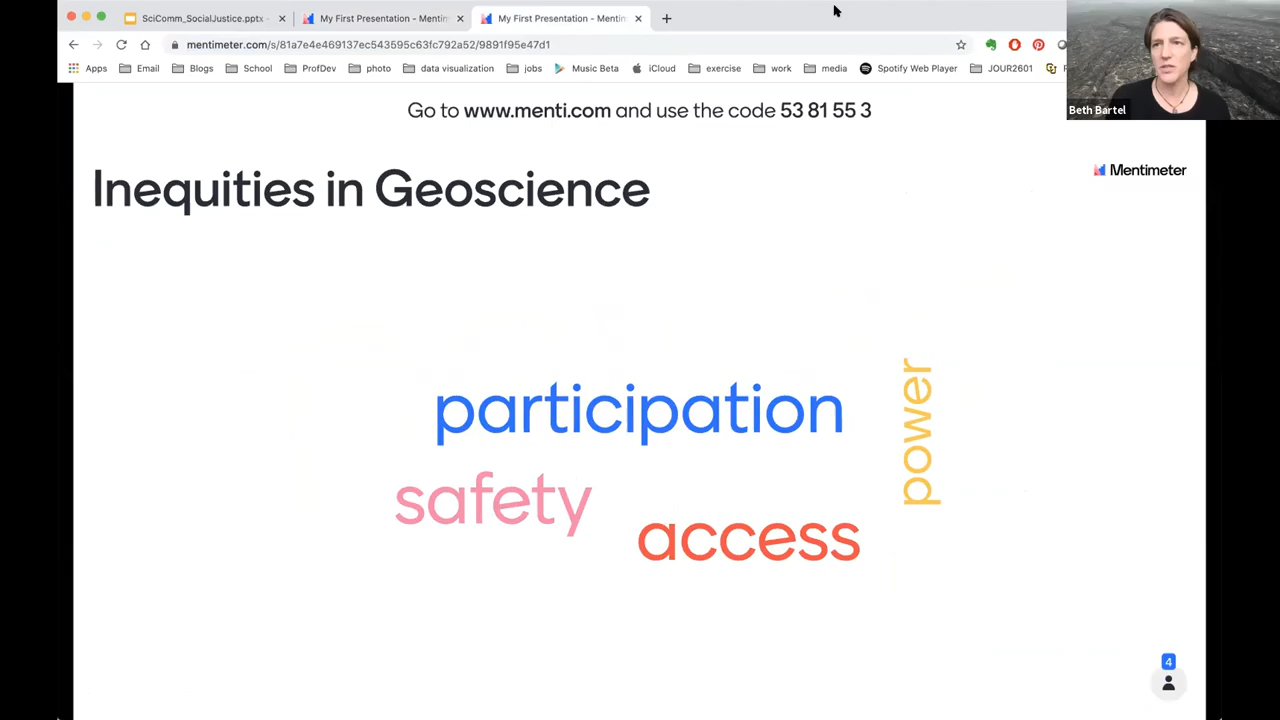 SciComm_SocialJustice.pptx -
My First Presentation - Mentim
My First Presentation - Mentim
mentimeter.com/s/81a7e4e469137ec543595c63fc792a52/9891f95e47d1
Apps Email Blogs School ProfDev photo data visualization jobs Music Beta iCloud exercise work media Spotify Web Player JOUR2601
Beth Bartel
Go to www.menti.com and use the code 53 81 55 3
Inequities in Geoscience
Mentimeter
participation
power
safety
access
4